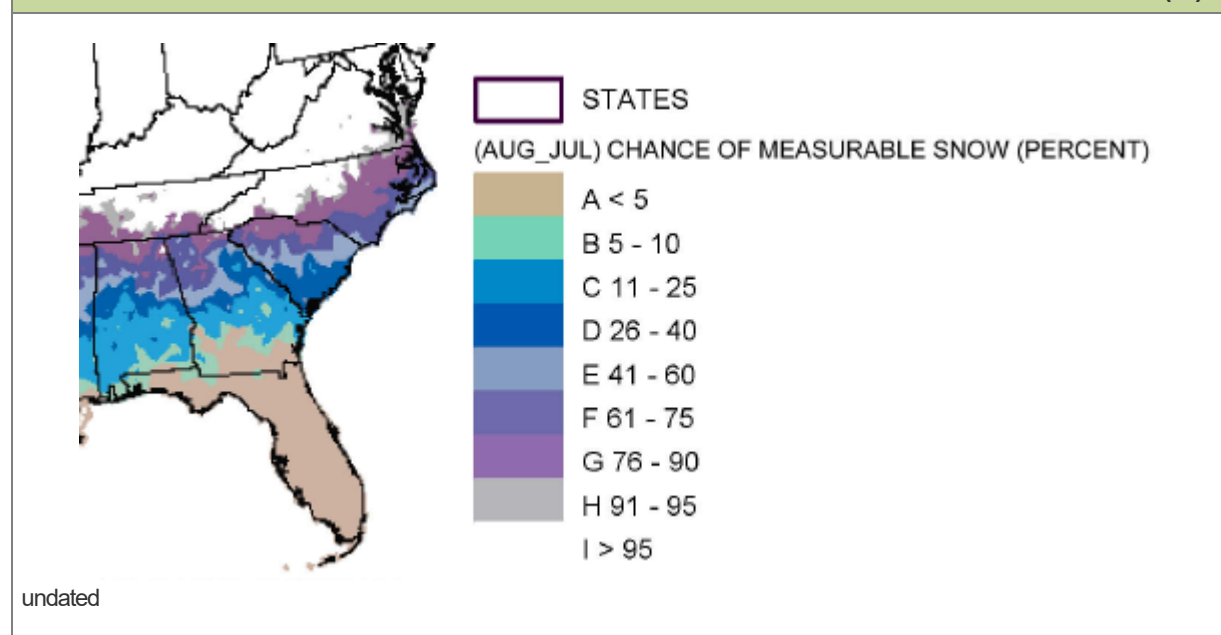 STATES
(AUG_JUL) CHANCE OF MEASURABLE SNOW (PERCENT)
A < 5
B 5 - 10
C 11 - 25
D 26 - 40
E 41 - 60
F 61 - 75
G 76 - 90
H 91 - 95
I > 95
undated